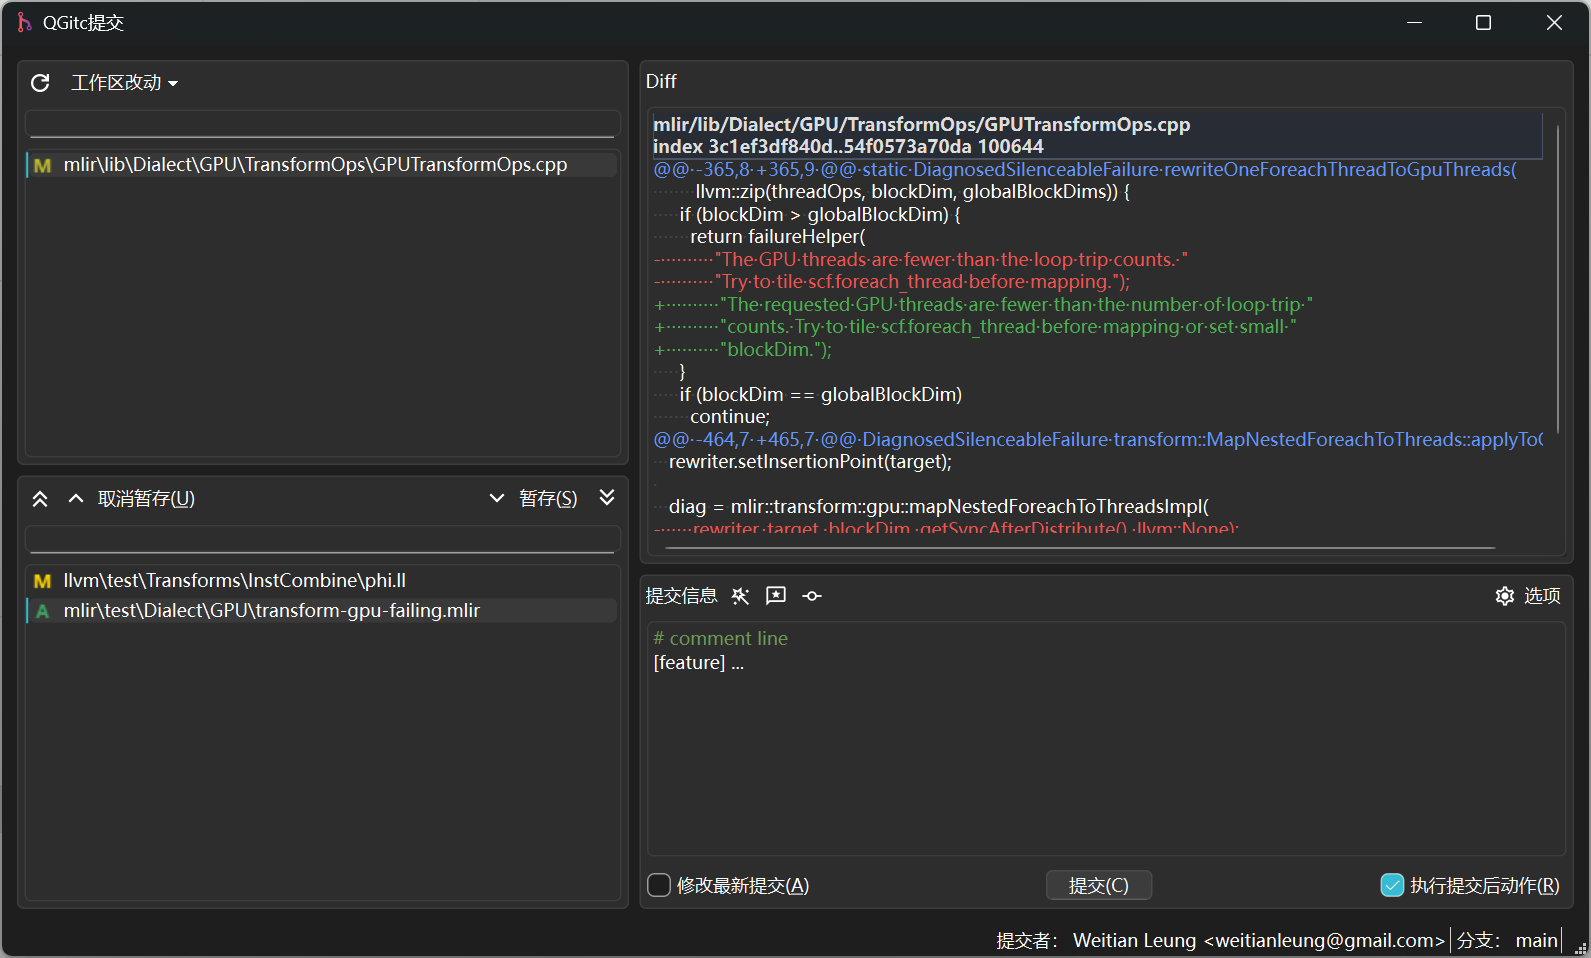 QGitc提交
工作区改动
M mlir\lib\Dialect\GPU\TransformOps\GPUTransformOps.cpp
取消暂存(U)
暂存(S)
M llvm\test\Transforms\InstCombine\phi.ll
A mlir\test\Dialect\GPU\transform-gpu-failing.mlir
Diff
mlir/lib/Dialect/GPU/TransformOps/GPUTransformOps.cpp
index 3c1ef3df840d..54f0573a70da 100644
@@·-365,8·+365,9·@@·static·DiagnosedSilenceableFailure·rewriteOneForeachThreadToGpuThreads(
········llvm::zip(threadOps, blockDim, globalBlockDims)) {
·····if (blockDim > globalBlockDim) {
·······return failureHelper(
-··········"The·GPU·threads·are·fewer·than·the·loop·trip·counts.·"
-··········"Try·to·tile·scf.foreach_thread·before·mapping.");
+··········"The·requested·GPU·threads·are·fewer·than·the·number·of·loop·trip·"
+··········"counts.·Try·to·tile·scf.foreach_thread·before·mapping·or·set·small·"
+··········"blockDim.");
·····}
·····if (blockDim == globalBlockDim)
·······continue;
@@·-464,7·+465,7·@@·DiagnosedSilenceableFailure·transform::MapNestedForeachToThreads::applyToO
···rewriter.setInsertionPoint(target);
·
···diag = mlir::transform::gpu::mapNestedForeachToThreadsImpl(
-······rewriter,·target,·blockDim,·getSyncAfterDistribute(),·llvm::None);
提交信息
选项
# comment line
[feature] ...
修改最新提交(A)
提交(C)
执行提交后动作(R)
提交者： Weitian Leung <weitianleung@gmail.com>
分支： main